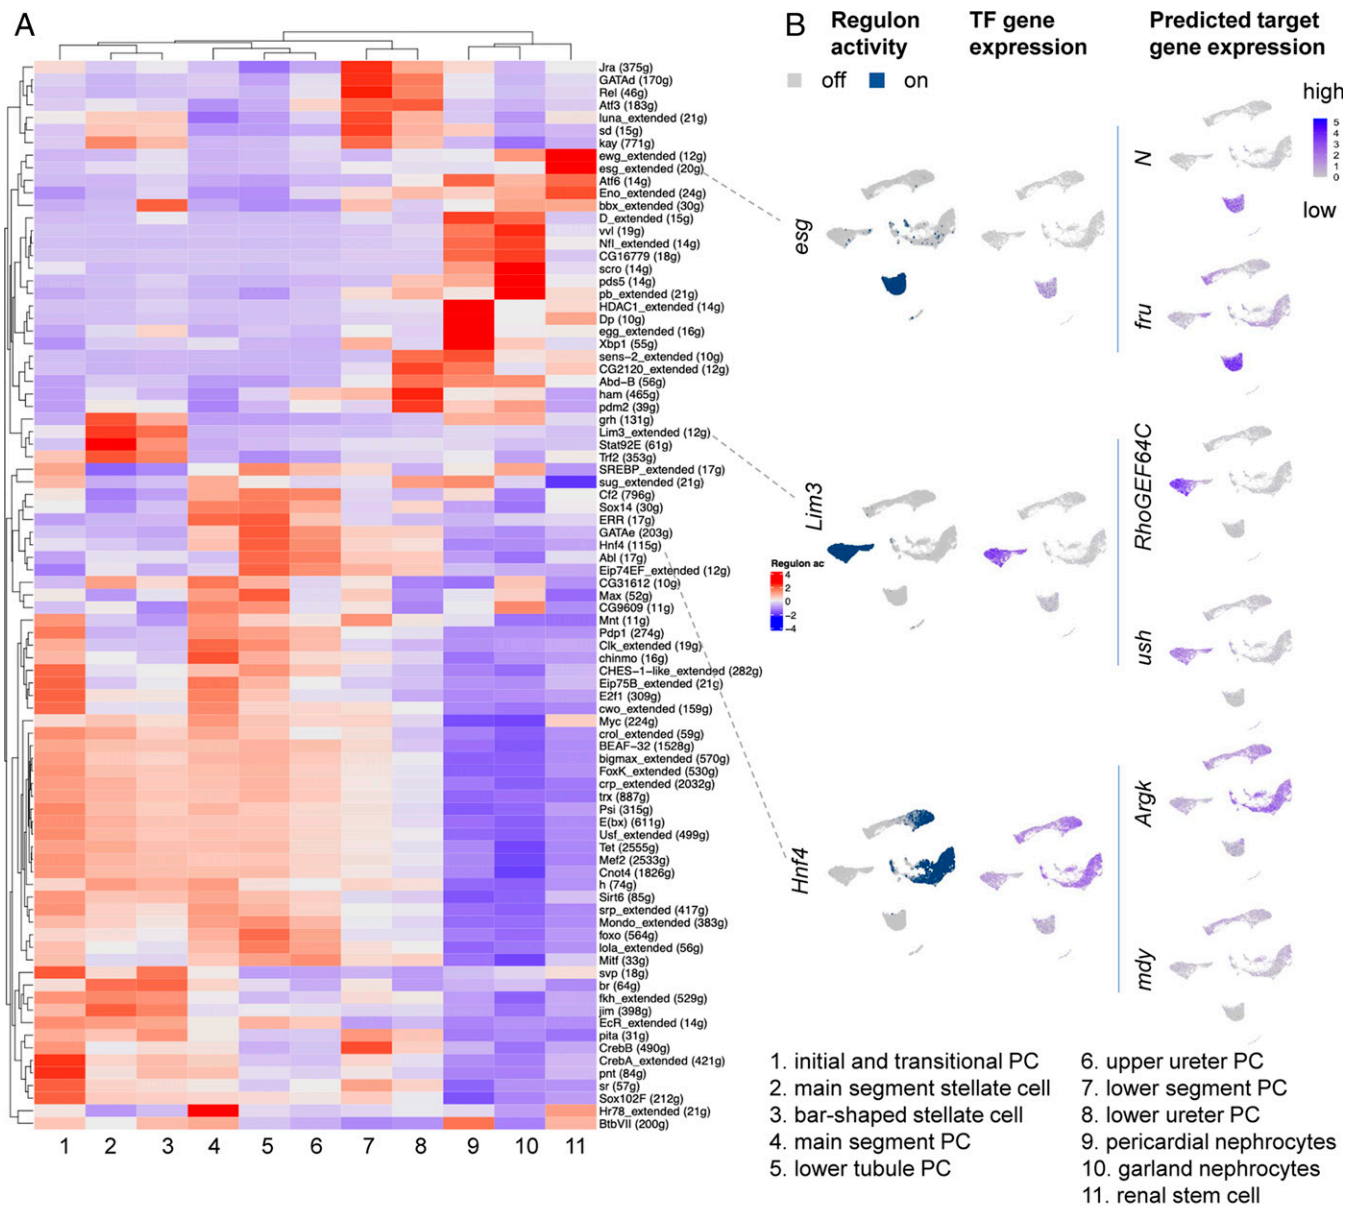 A
Jra (375g)
GATAd (170g)
Rel (46g)
Atf3 (183g)
luna_extended (21g)
sd (15g)
kay (771g)
ewg_extended (12g)
esg_extended (20g)
Atf6 (14g)
Eno_extended (24g)
bbx_extended (30g)
D_extended (15g)
vvl (19g)
Nfl_extended (14g)
CG16779 (18g)
scro (14g)
pds5 (14g)
pb_extended (21g)
HDAC1_extended (14g)
Dp (10g)
egg_extended (16g)
Xbp1 (55g)
sens-2_extended (10g)
CG2120_extended (12g)
Abd-B (56g)
ham (465g)
pdm2 (39g)
grh (131g)
Lim3_extended (12g)
Stat92E (61g)
Trf2 (353g)
SREBP_extended (17g)
sug_extended (21g)
Cf2 (796g)
Sox14 (30g)
ERR (17g)
GATAe (203g)
Hnf4 (115g)
Abl (17g)
Eip74EF_extended (12g)
CG31612 (10g)
Max (52g)
CG9609 (11g)
Mnt (11g)
Pdp1 (274g)
Clk_extended (19g)
chinmo (16g)
CHES-1-like_extended (282g)
Eip75B_extended (21g)
E2f1 (309g)
cwo_extended (159g)
Myc (224g)
crol_extended (59g)
BEAF-32 (1528g)
bigmax_extended (570g)
FoxK_extended (530g)
crp_extended (2032g)
trx (887g)
Psi (315g)
E(bx) (611g)
Usf_extended (499g)
Tet (2555g)
Mef2 (2533g)
Cnot4 (1826g)
h (74g)
Sirt6 (85g)
srp_extended (417g)
Mondo_extended (383g)
foxo (564g)
lola_extended (56g)
Mitf (33g)
svp (18g)
br (64g)
fkh_extended (529g)
jim (398g)
EcR_extended (14g)
pita (31g)
CrebB (490g)
CrebA_extended (421g)
pnt (84g)
sr (57g)
Sox102F (212g)
Hr78_extended (21g)
BtbVII (200g)
1 2 3 4 5 6 7 8 9 10 11
Regulon ac
4
2
0
-2
-4
B
Regulon
activity
TF gene
expression
Predicted target
gene expression
off on
high
5
4
3
2
1
0
low
esg
N
fru
Lim3
RhoGEF64C
ush
Hnf4
Argk
mdy
1. initial and transitional PC
2. main segment stellate cell
3. bar-shaped stellate cell
4. main segment PC
5. lower tubule PC
6. upper ureter PC
7. lower segment PC
8. lower ureter PC
9. pericardial nephrocytes
10. garland nephrocytes
11. renal stem cell